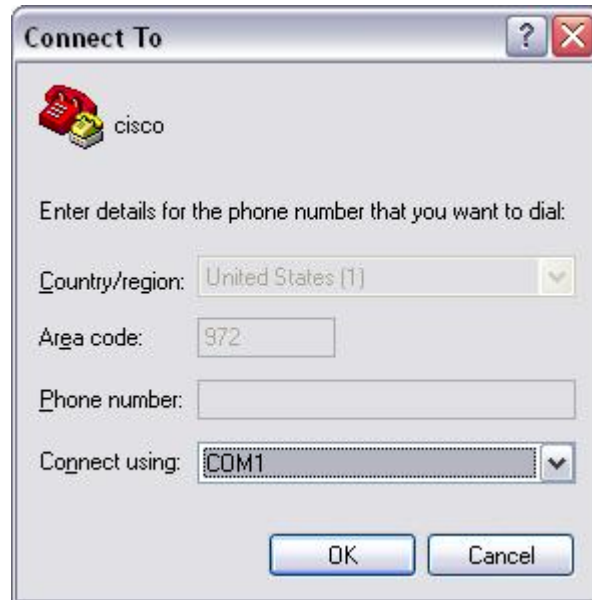 Connect To
cisco
Enter details for the phone number that you want to dial:
Country/region: United States (1)
Area code: 972
Phone number:
Connect using: COM1
OK Cancel